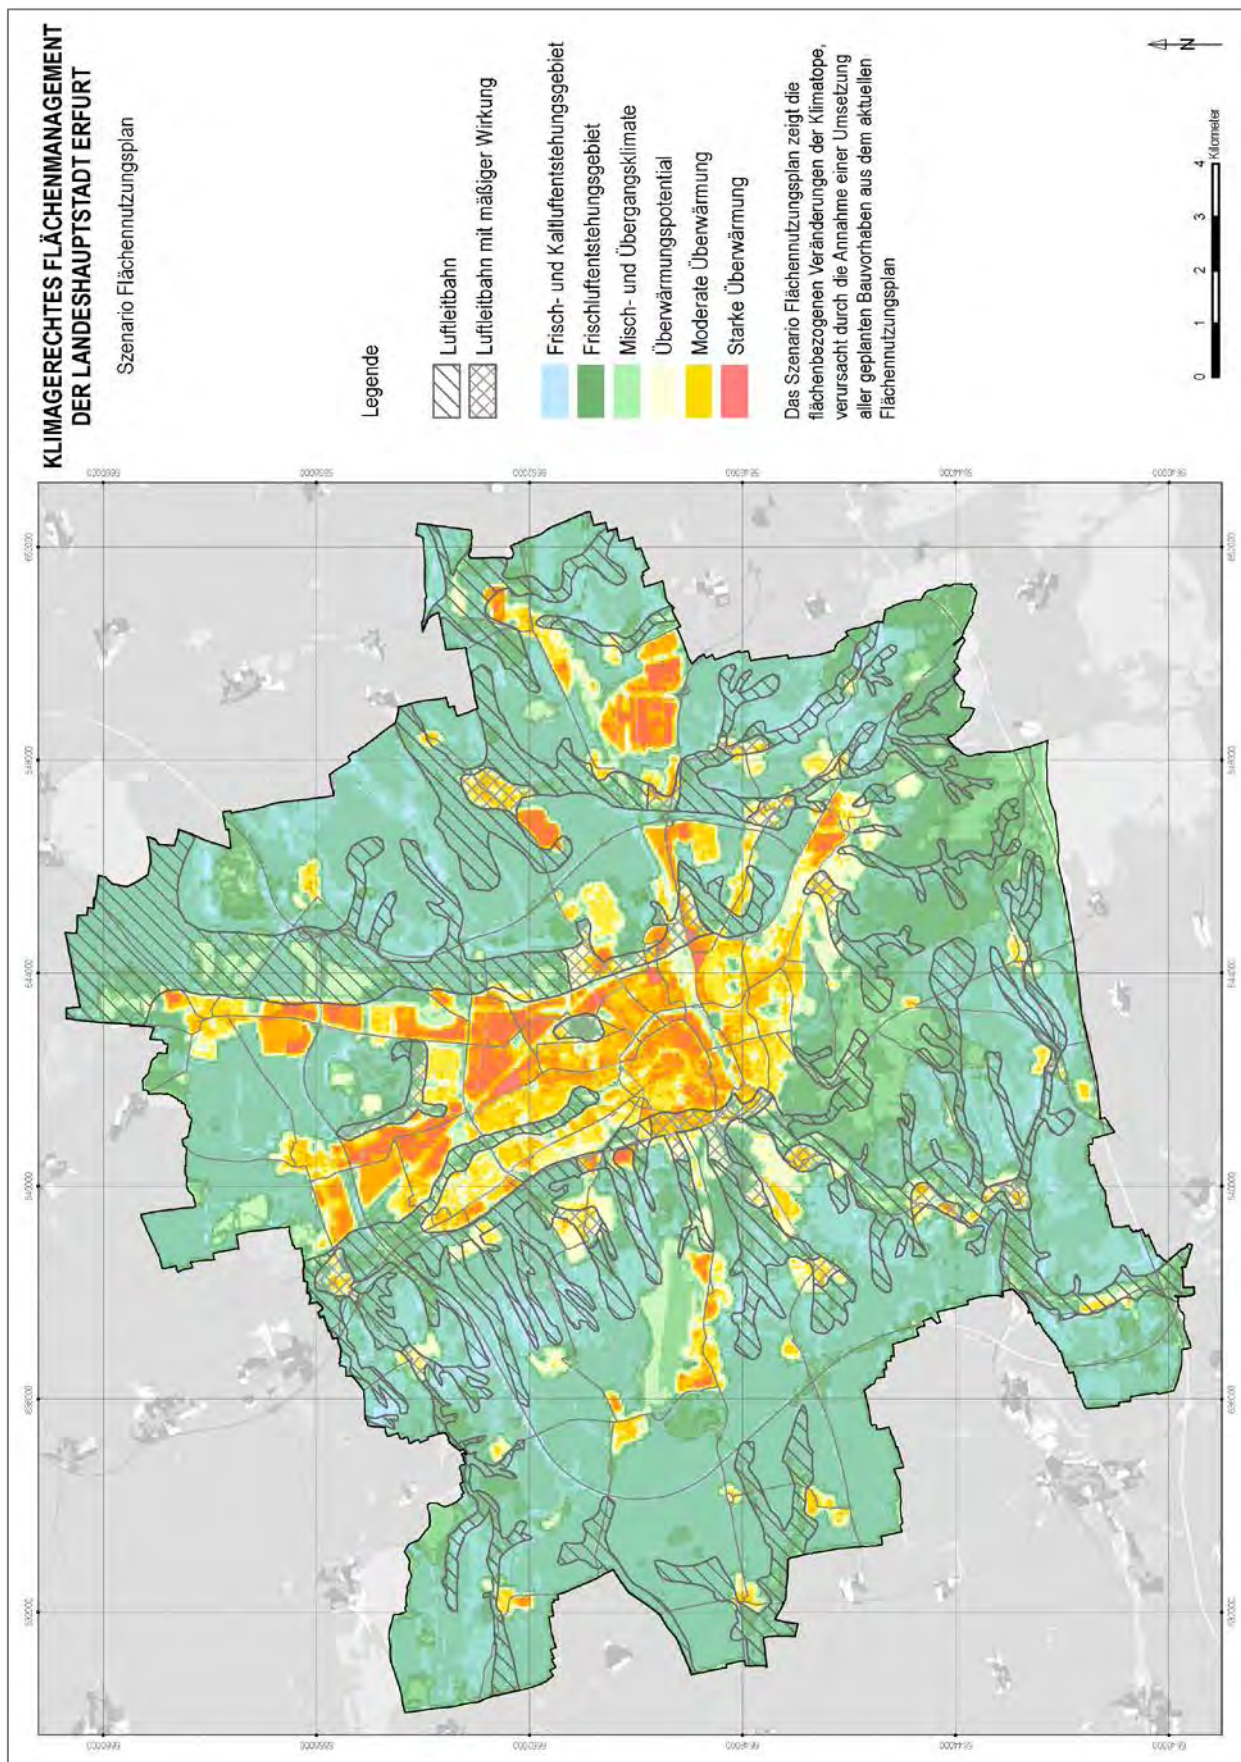 KLIMAGERECHTES FLÄCHENMANAGEMENT
DER LANDESHAUPTSTADT ERFURT
Szenario Flächennutzungsplan
Legende
Luftleitbahn
Luftleitbahn mit mäßiger Wirkung
Frisch- und Kaltluftentstehungsgebiet
Frischluftentstehungsgebiet
Misch- und Übergangsklimate
Überwärmungspotential
Moderate Überwärmung
Starke Überwärmung
Das Szenario Flächennutzungsplan zeigt die
flächenbezogenen Veränderungen der Klimatope,
verursacht durch die Annahme einer Umsetzung
aller geplanten Bauvorhaben aus dem aktuellen
Flächennutzungsplan
N
0 1 2 3 4
Kilometer